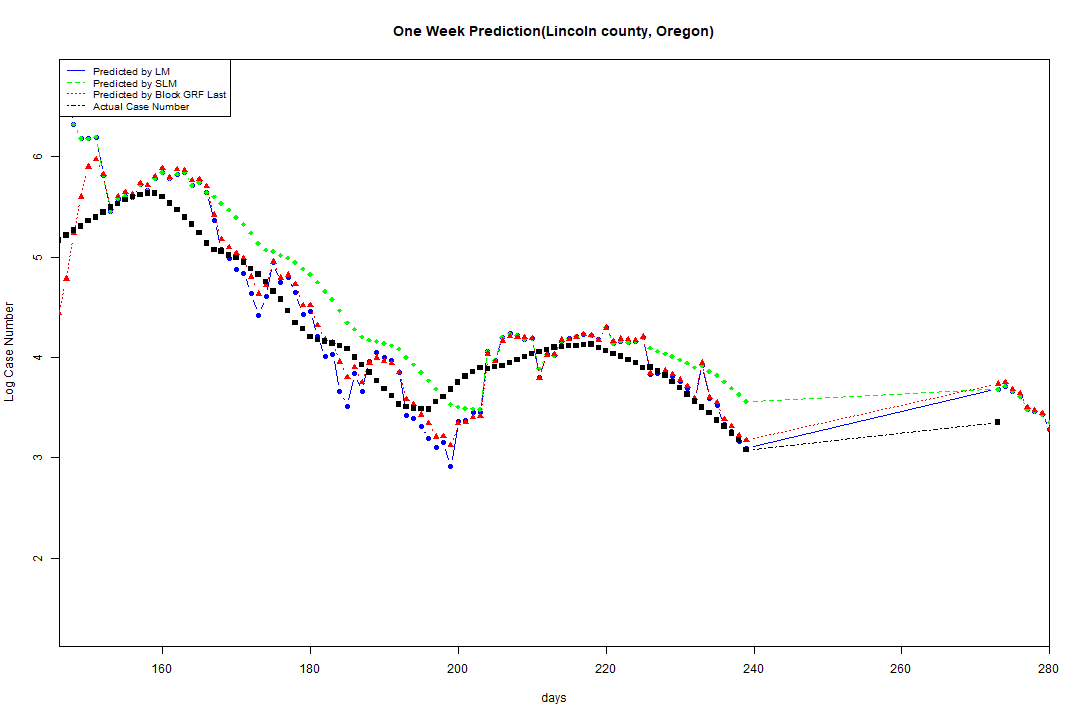 One Week Prediction(Lincoln county, Oregon)
Predicted by LM
Predicted by SLM
Predicted by Block GRF Last
Actual Case Number
6
5
4
3
2
Log Case Number
160
180
200
220
240
260
280
days